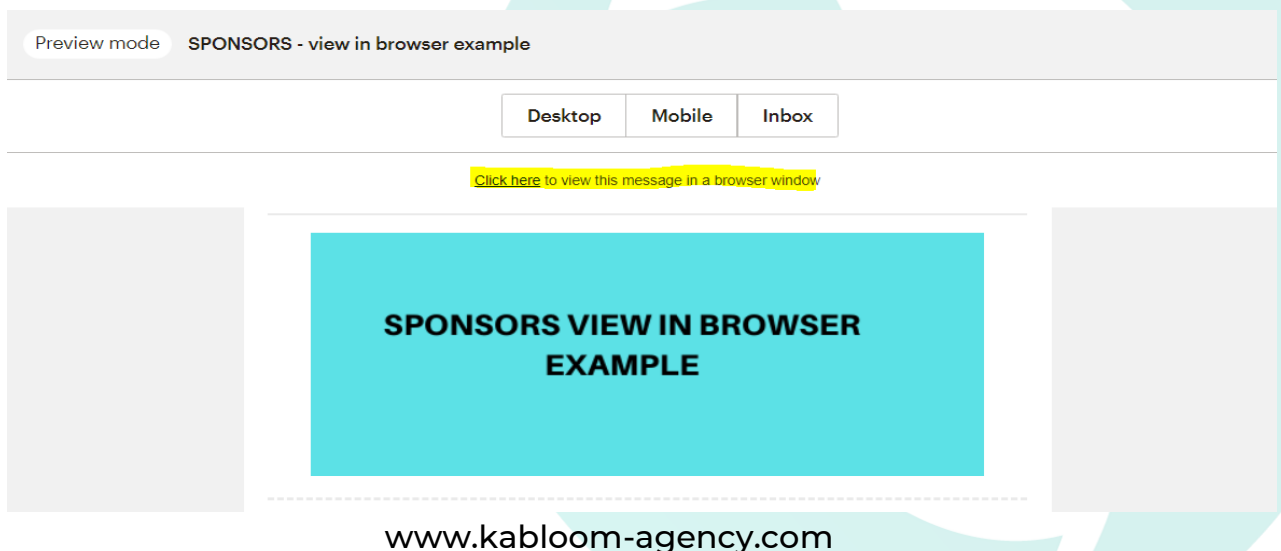 Preview mode SPONSORS - view in browser example
Desktop Mobile Inbox
Click here to view this message in a browser window
SPONSORS VIEW IN BROWSER
EXAMPLE
www.kabloom-agency.com